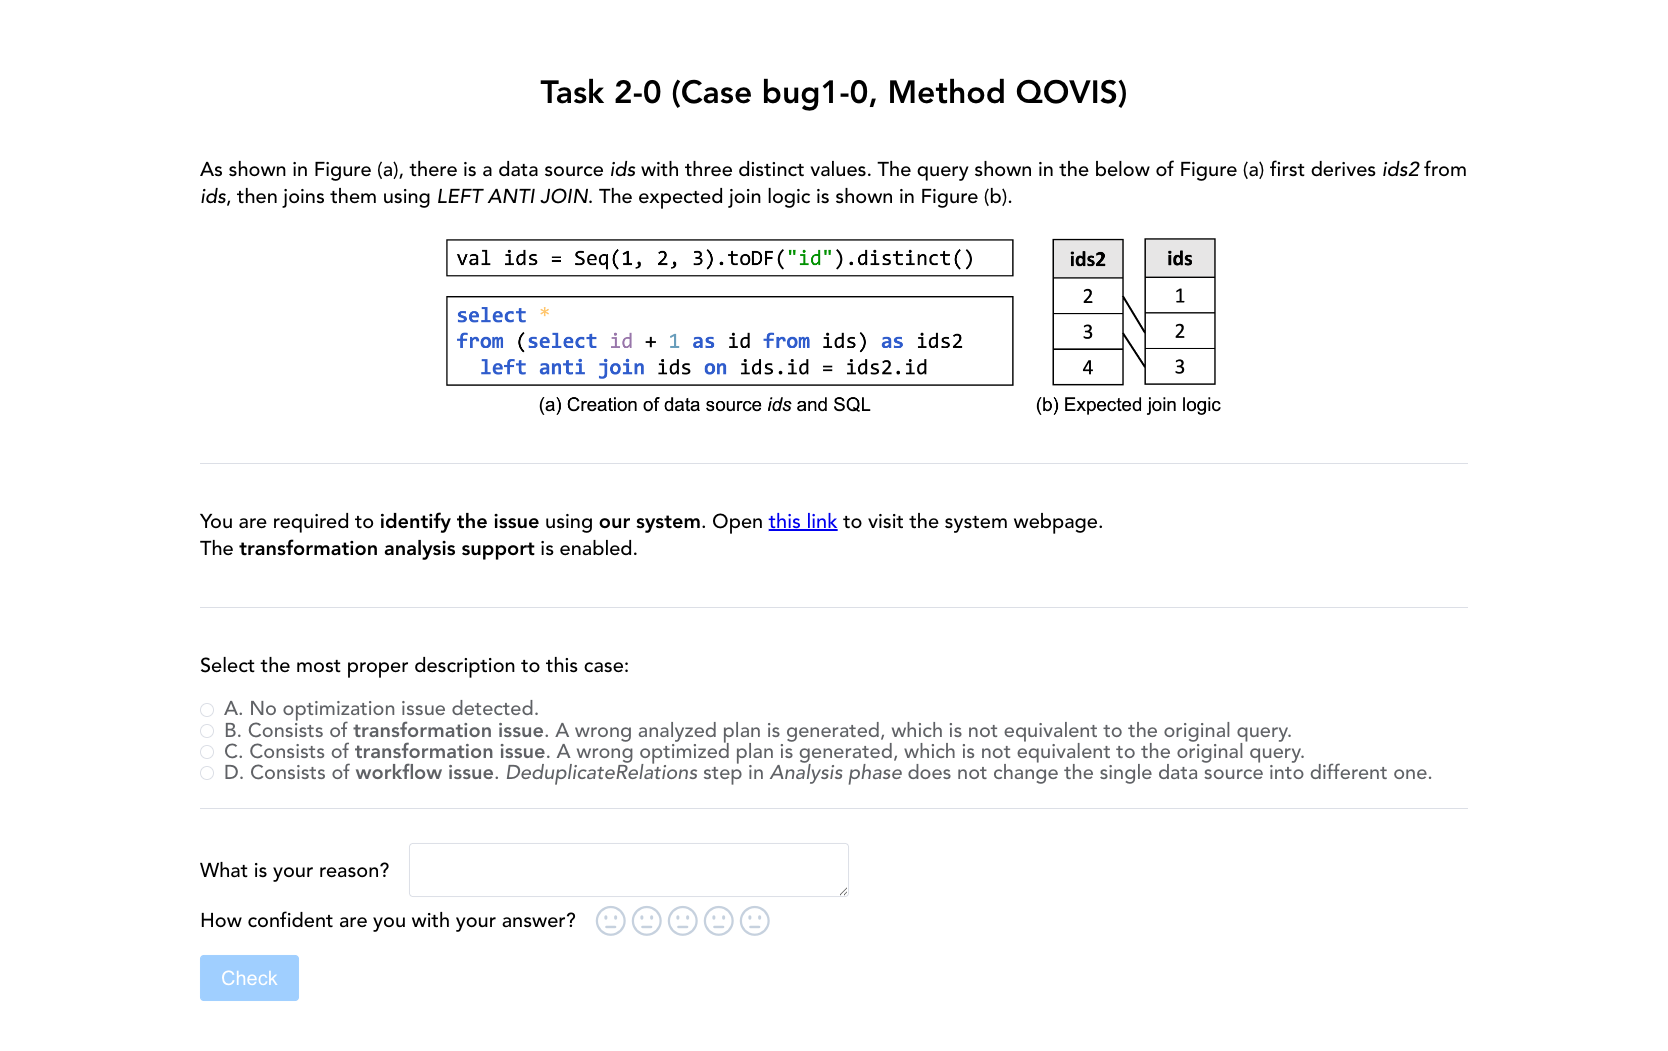 Task 2-0 (Case bug1-0, Method QOVIS)
As shown in Figure (a), there is a data source ids with three distinct values. The query shown in the below of Figure (a) first derives ids2 from
ids, then joins them using LEFT ANTI JOIN. The expected join logic is shown in Figure (b).
val ids = Seq(1, 2, 3).toDF("id").distinct()
select *
from (select id + 1 as id from ids) as ids2
left anti join ids on ids.id = ids2.id
(a) Creation of data source ids and SQL
ids2 ids
2 1
3 2
4 3
(b) Expected join logic
You are required to identify the issue using our system. Open this link to visit the system webpage.
The transformation analysis support is enabled.
Select the most proper description to this case:
A. No optimization issue detected.
B. Consists of transformation issue. A wrong analyzed plan is generated, which is not equivalent to the original query.
C. Consists of transformation issue. A wrong optimized plan is generated, which is not equivalent to the original query.
D. Consists of workflow issue. DeduplicateRelations step in Analysis phase does not change the single data source into different one.
What is your reason?
How confident are you with your answer?
Check